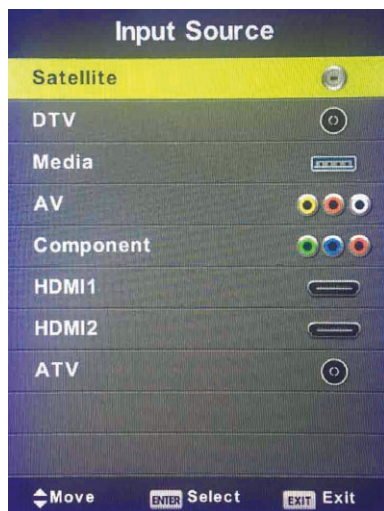 Input Source
Satellite
DTV
Media
AV
Component
HDMI1
HDMI2
ATV
Move ENTER Select EXIT Exit